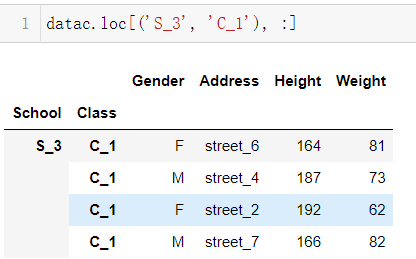 1 datac.loc[('S_3', 'C_1'), :]
Gender Address Height Weight
School Class
S_3 C_1 F street_6 164 81
C_1 M street_4 187 73
C_1 F street_2 192 62
C_1 M street_7 166 82